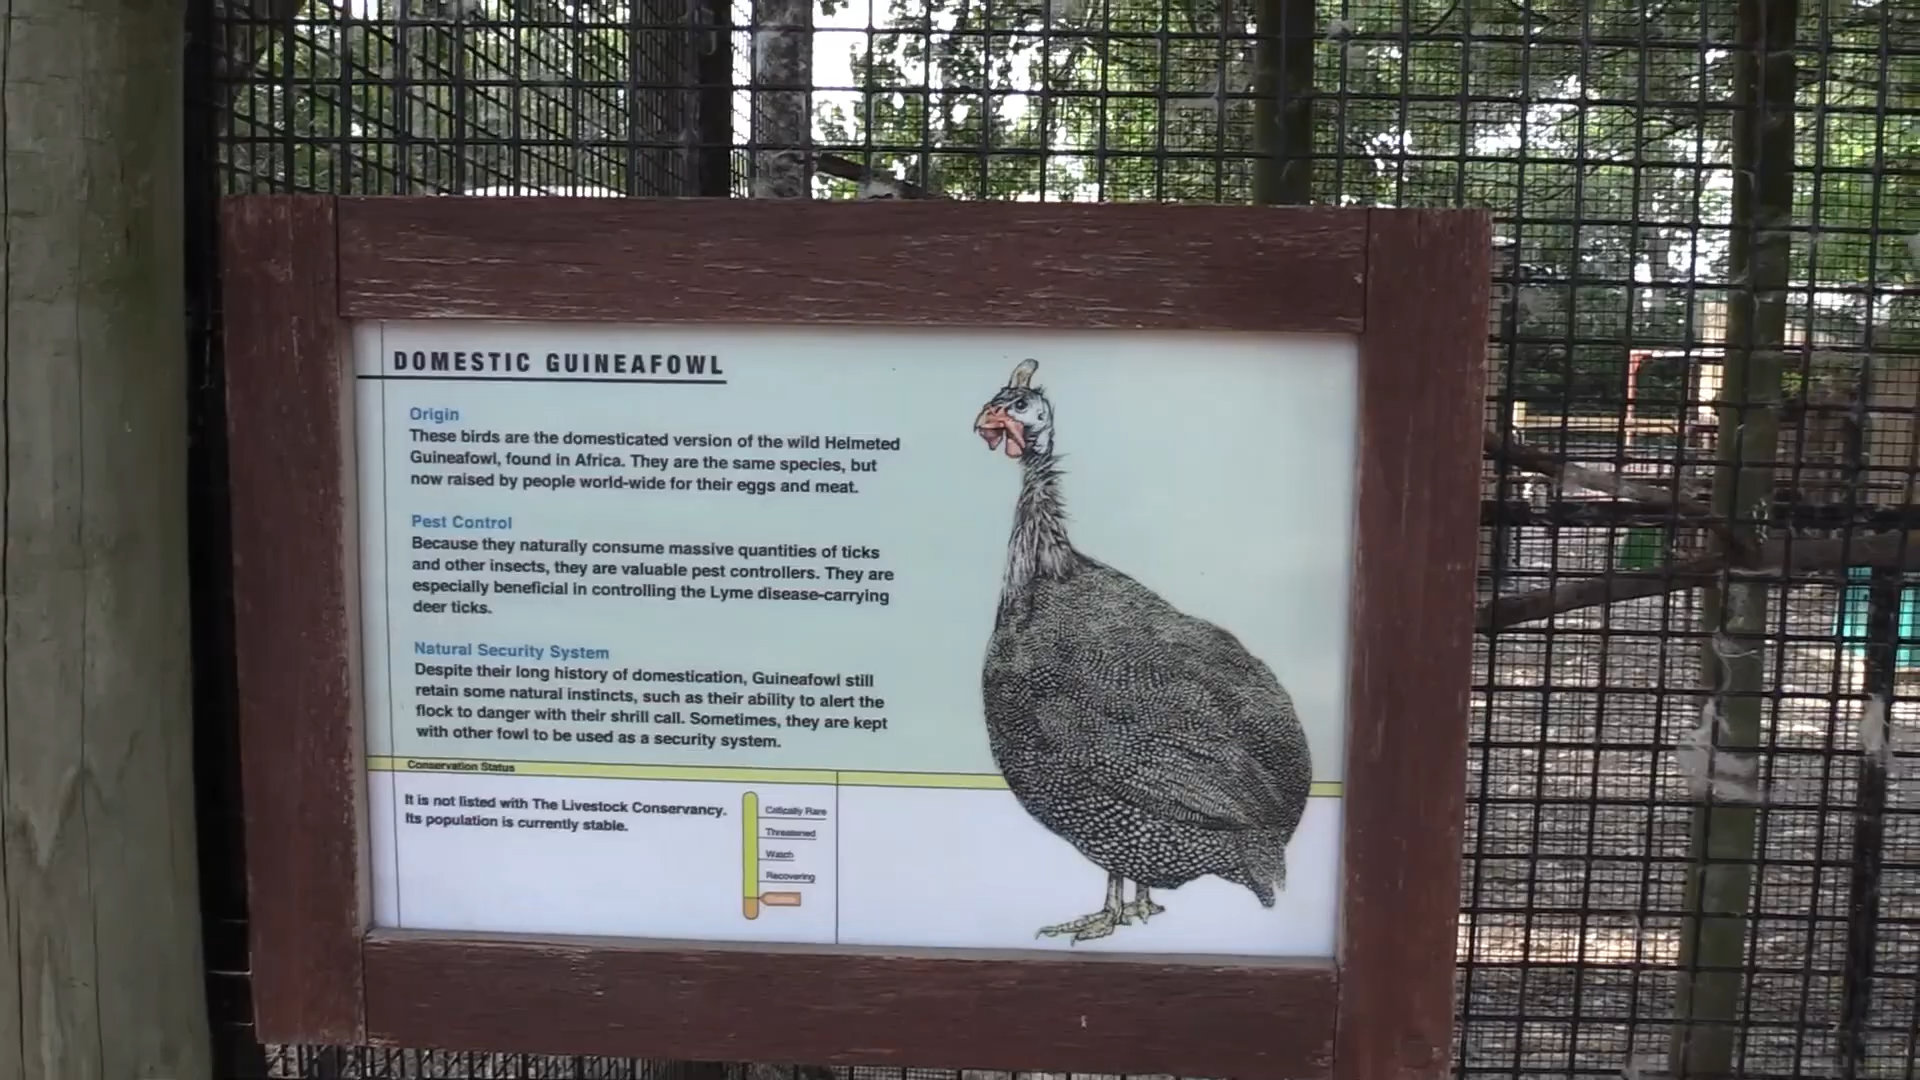 DOMESTIC GUINEAFOWL
Origin
These birds are the domesticated version of the wild Helmeted
Guineafowl, found in Africa. They are the same species, but
now raised by people world-wide for their eggs and meat.
Pest Control
Because they naturally consume massive quantities of ticks
and other insects, they are valuable pest controllers. They are
especially beneficial in controlling the Lyme disease-carrying
deer ticks.
Natural Security System
Despite their long history of domestication, Guineafowl still
retain some natural instincts, such as their ability to alert the
flock to danger with their shrill call. Sometimes, they are kept
with other fowl to be used as a security system.
Conservation Status
It is not listed with The Livestock Conservancy.
Its population is currently stable.
Critically Rare
Threatened
Watch
Recovering